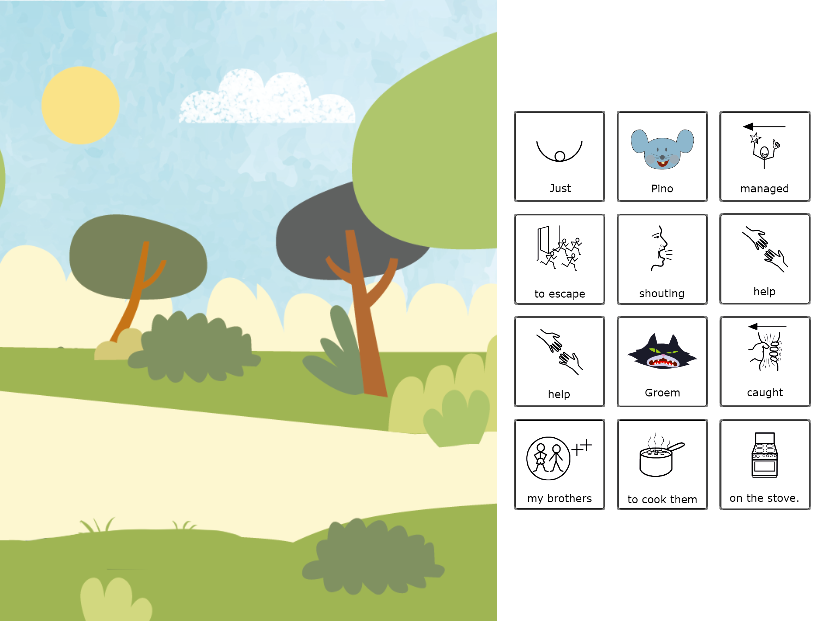 Just Pino managed
to escape shouting help
help Groem caught
my brothers to cook them on the stove.